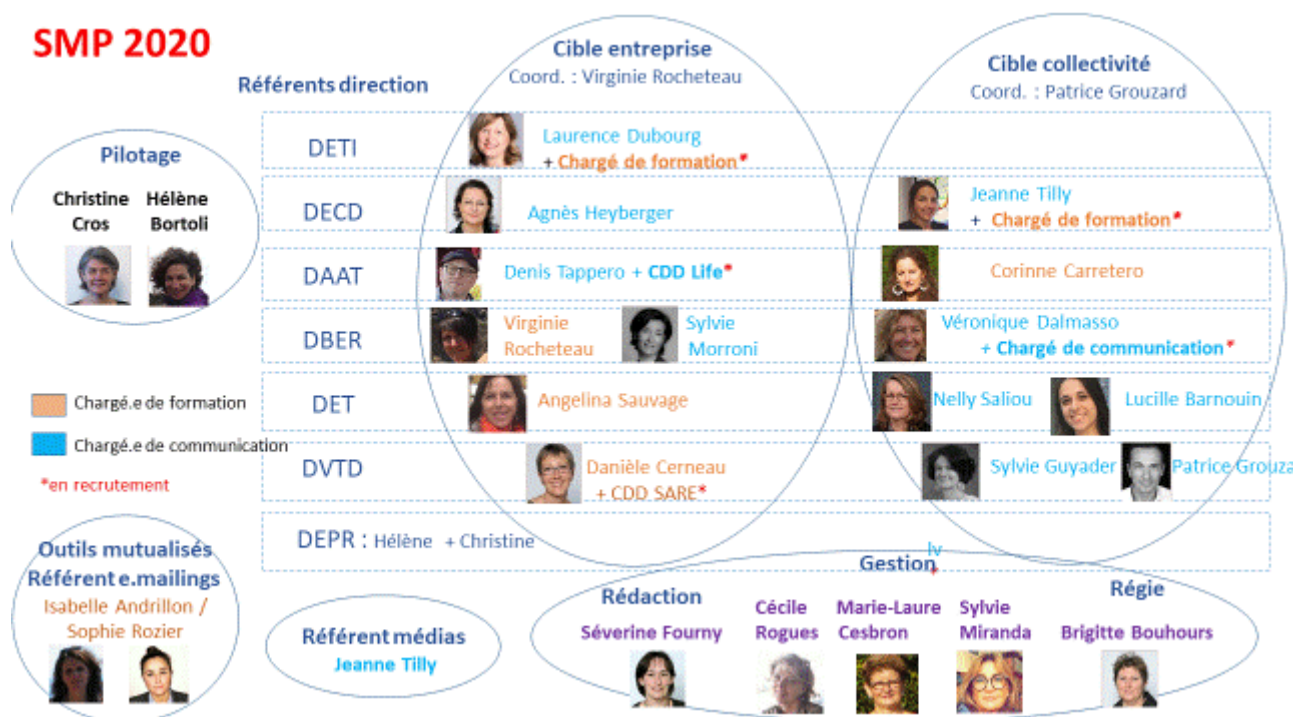 SMP 2020
Cible entreprise
Coord. : Virginie Rocheteau
Cible collectivité
Coord. : Patrice Grouzard
Référents direction
Pilotage
Christine
Cros
Hélène
Bortoli
DETI
Laurence Dubourg
+ Chargé de formation*
DECD
Agnès Heyberger
Jeanne Tilly
+ Chargé de formation*
DAAT
Denis Tappero + CDD Life*
Corinne Carretero
DBER
Virginie
Rocheteau
Sylvie
Morroni
Véronique Dalmasso
+ Chargé de communication*
DET
Angelina Sauvage
Nelly Saliou
Lucille Barnouin
DVTD
Danièle Cerneau
+ CDD SARE*
Sylvie Guyader
Patrice Grouza
DEPR : Hélène + Christine
Chargé.e de formation
Chargé.e de communication
*en recrutement
Outils mutualisés
Référent e.mailings
Isabelle Andrillon /
Sophie Rozier
Référent médias
Jeanne Tilly
lv
Gestion
*
Rédaction
Séverine Fourny
Cécile
Rogues
Marie-Laure
Cesbron
Sylvie
Miranda
Régie
Brigitte Bouhours